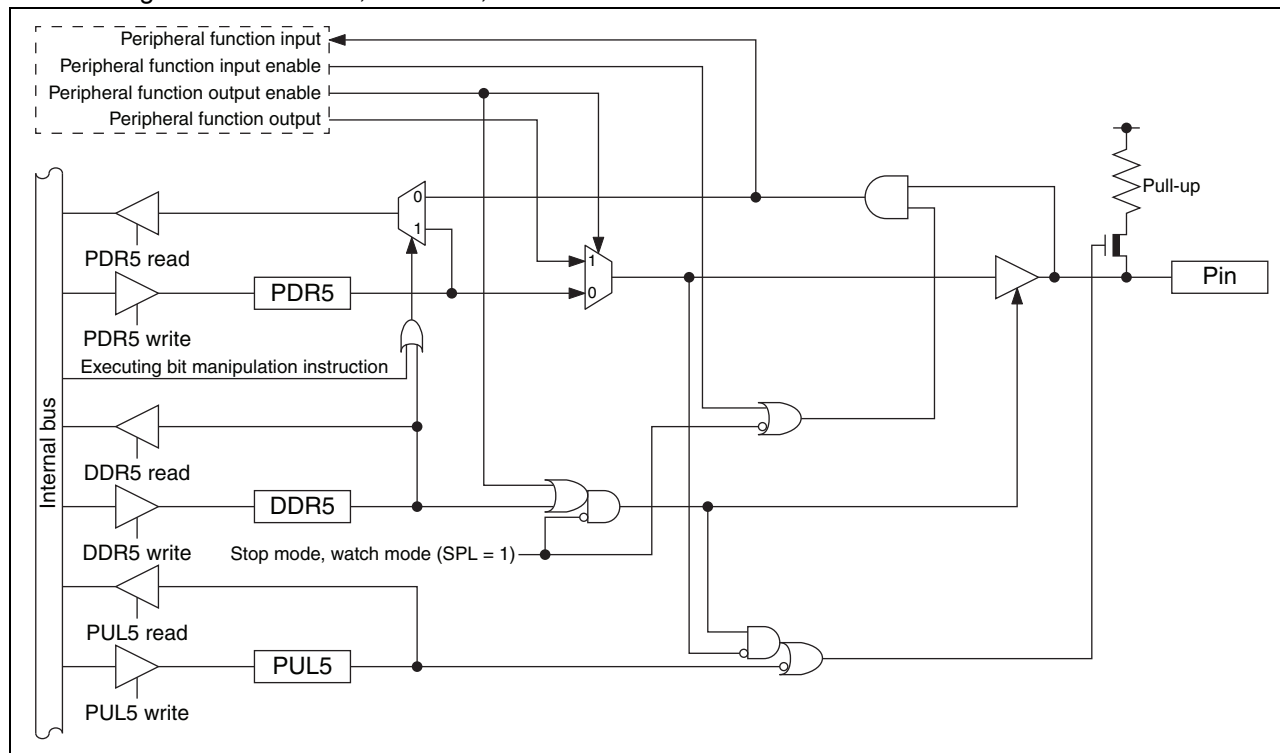 Peripheral function input
Peripheral function input enable
Peripheral function output enable
Peripheral function output
Pull-up
0
1
PDR5 read
1
PDR5
0
Pin
PDR5 write
Executing bit manipulation instruction
Internal bus
DDR5 read
DDR5
DDR5 write
Stop mode, watch mode (SPL = 1)
PUL5 read
PUL5
PUL5 write